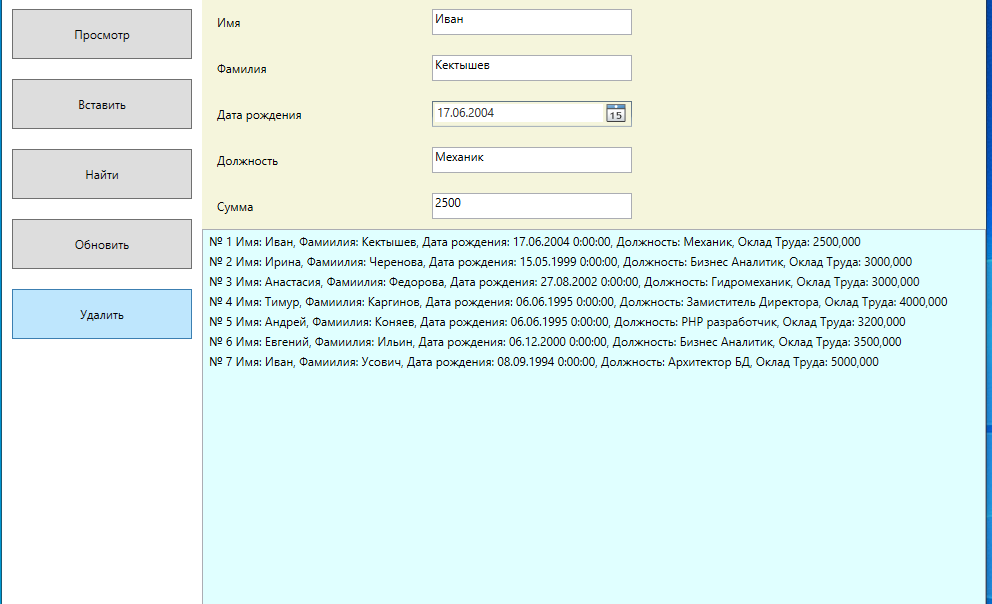 Просмотр
Вставить
Найти
Обновить
Удалить
Имя
Иван
Фамилия
Кектышев
Дата рождения
17.06.2004
15
Должность
Механик
Сумма
2500
№ 1 Имя: Иван, Фамиилия: Кектышев, Дата рождения: 17.06.2004 0:00:00, Должность: Механик, Оклад Труда: 2500,000
№ 2 Имя: Ирина, Фамиилия: Черенова, Дата рождения: 15.05.1999 0:00:00, Должность: Бизнес Аналитик, Оклад Труда: 3000,000
№ 3 Имя: Анастасия, Фамиилия: Федорова, Дата рождения: 27.08.2002 0:00:00, Должность: Гидромеханик, Оклад Труда: 3000,000
№ 4 Имя: Тимур, Фамиилия: Каргинов, Дата рождения: 06.06.1995 0:00:00, Должность: Замиститель Директора, Оклад Труда: 4000,000
№ 5 Имя: Андрей, Фамиилия: Коняев, Дата рождения: 06.06.1995 0:00:00, Должность: PHP разработчик, Оклад Труда: 3200,000
№ 6 Имя: Евгений, Фамиилия: Ильин, Дата рождения: 06.12.2000 0:00:00, Должность: Бизнес Аналитик, Оклад Труда: 3500,000
№ 7 Имя: Иван, Фамиилия: Усович, Дата рождения: 08.09.1994 0:00:00, Должность: Архитектор БД, Оклад Труда: 5000,000